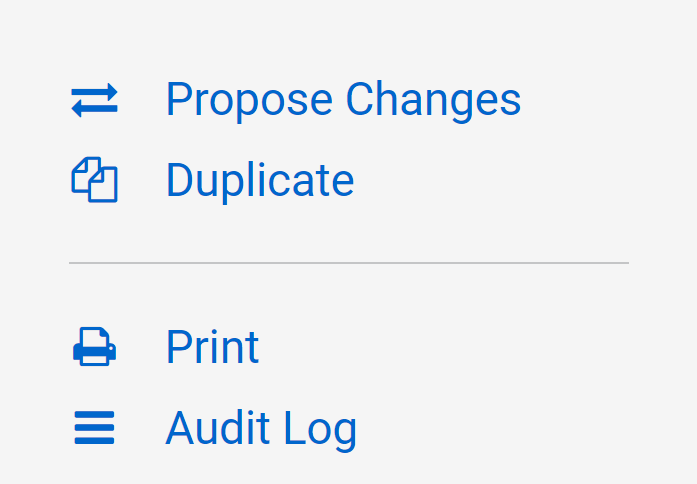 Propose Changes
Duplicate
Print
Audit Log